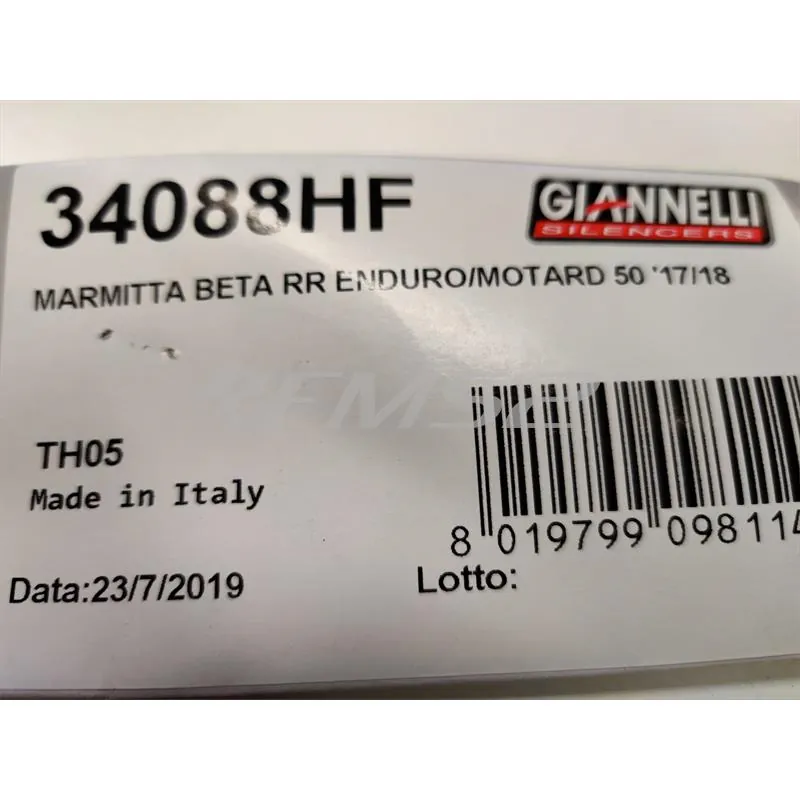 34088HF
GIANNELLI
SILENCERS
MARMITTA BETA RR ENDURO/MOTARD 50 '17/18
TH05
Made in Italy
8 019799 098114
Data:23/7/2019
Lotto: